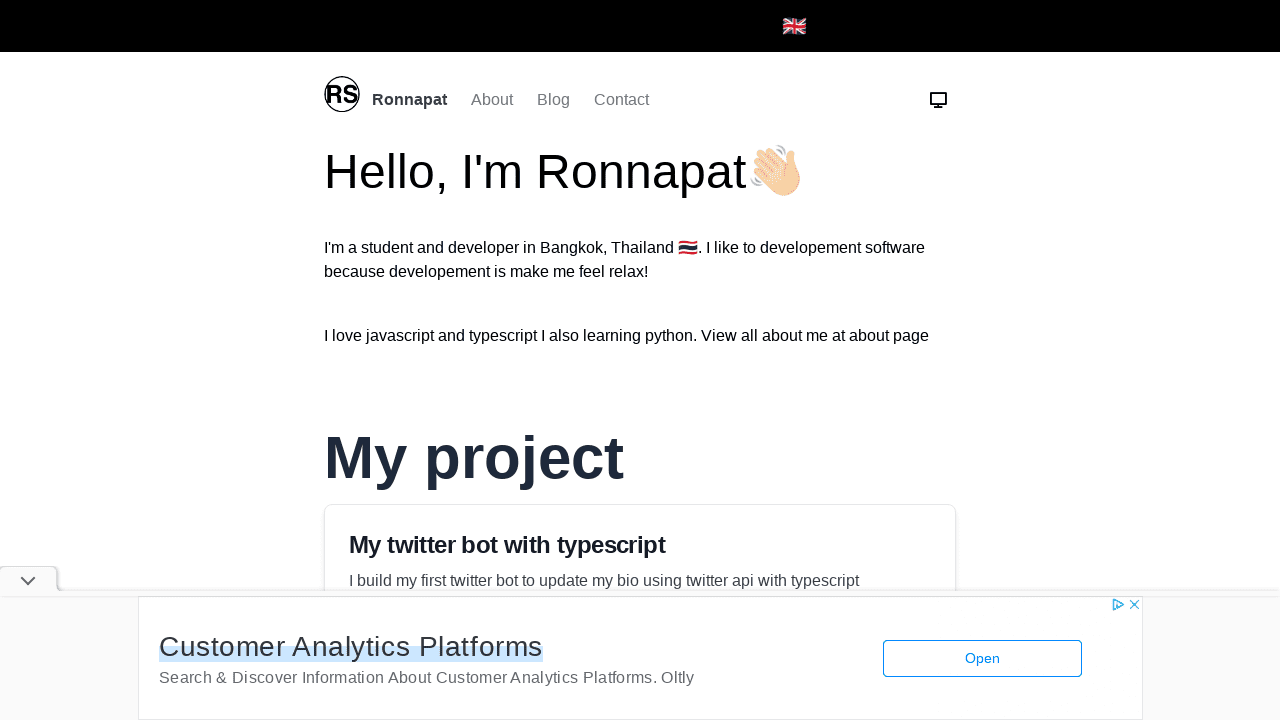 RS
Ronnapat About Blog Contact
Hello, I'm Ronnapat👋🏻
I'm a student and developer in Bangkok, Thailand 🇹🇭. I like to developement software
because developement is make me feel relax!
I love javascript and typescript I also learning python. View all about me at about page
My project
My twitter bot with typescript
I build my first twitter bot to update my bio using twitter api with typescript
Customer Analytics Platforms
Search & Discover Information About Customer Analytics Platforms. Oltly
Open